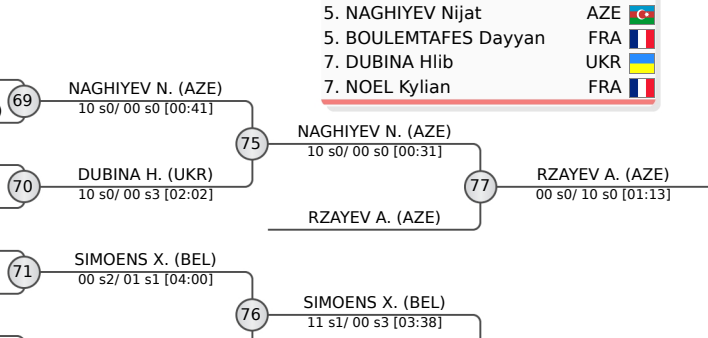 5. NAGHIYEV Nijat AZE
5. BOULEMTAFES Dayyan FRA
7. DUBINA Hlib UKR
7. NOEL Kylian FRA
69
NAGHIYEV N. (AZE)
10 s0/ 00 s0 [00:41]
75
NAGHIYEV N. (AZE)
10 s0/ 00 s0 [00:31]
70
DUBINA H. (UKR)
10 s0/ 00 s3 [02:02]
77
RZAYEV A. (AZE)
00 s0/ 10 s0 [01:13]
RZAYEV A. (AZE)
71
SIMOENS X. (BEL)
00 s2/ 01 s1 [04:00]
76
SIMOENS X. (BEL)
11 s1/ 00 s3 [03:38]